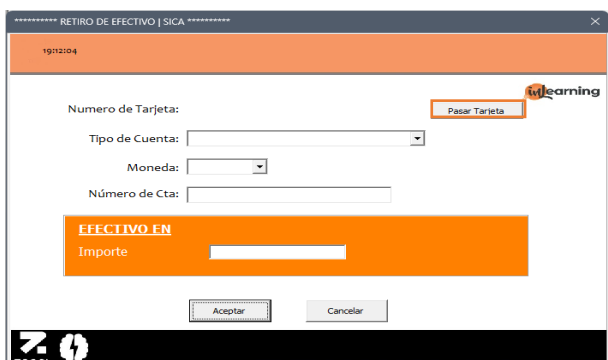 ********** RETIRO DE EFECTIVO | SICA **********
19:12:04
invlearning
Numero de Tarjeta:
Pasar Tarjeta
Tipo de Cuenta:
Moneda:
Número de Cta:
EFECTIVO EN
Importe
Aceptar
Cancelar